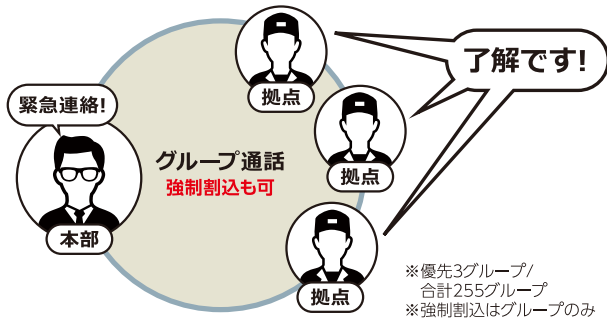 緊急連絡!
本部
グループ通話
強制割込も可
拠点
拠点
拠点
了解です!
※優先3グループ/
合計255グループ
※強制割込はグループのみ